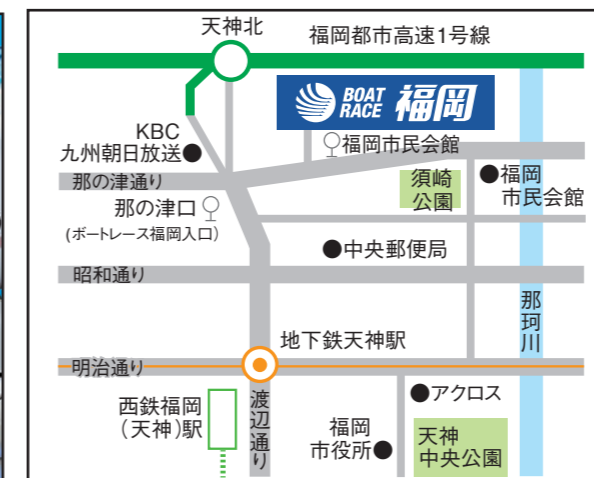 天神北
福岡都市高速1号線
BOAT
RACE 福岡
KBC
九州朝日放送●
福岡市民会館
那の津通り
須崎
公園
●福岡
市民会館
那の津口
(ボートレース福岡入口)
●中央郵便局
昭和通り
那珂川
地下鉄天神駅
明治通り
●アクロス
西鉄福岡
(天神)駅
渡辺通り
福岡
市役所●
天神
中央公園